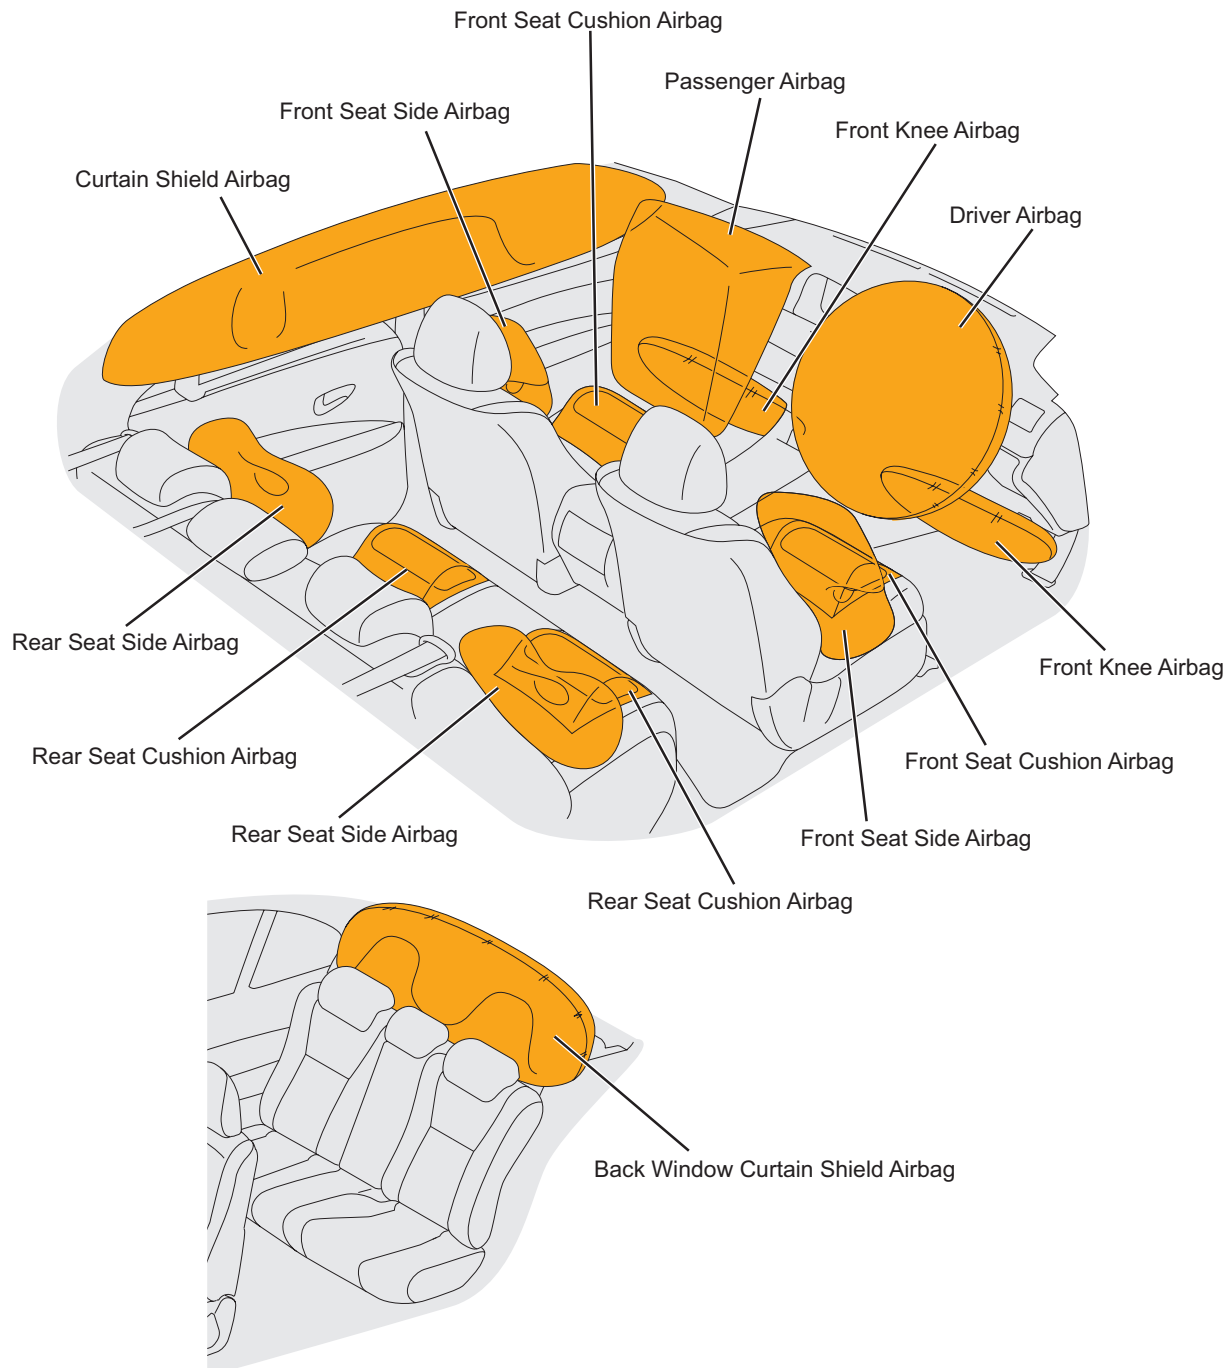 Front Seat Cushion Airbag
Passenger Airbag
Front Seat Side Airbag
Front Knee Airbag
Curtain Shield Airbag
Driver Airbag
Rear Seat Side Airbag
Front Knee Airbag
Rear Seat Cushion Airbag
Front Seat Cushion Airbag
Rear Seat Side Airbag
Front Seat Side Airbag
Rear Seat Cushion Airbag
Back Window Curtain Shield Airbag